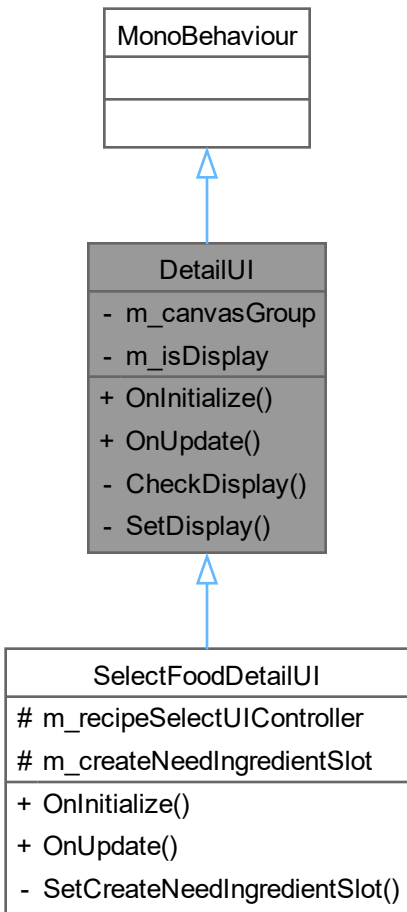 MonoBehaviour
DetailUI
- m_canvasGroup
- m_isDisplay
+ OnInitialize()
+ OnUpdate()
- CheckDisplay()
- SetDisplay()
SelectFoodDetailUI
# m_recipeSelectUIController
# m_createNeedIngredientSlot
+ OnInitialize()
+ OnUpdate()
- SetCreateNeedIngredientSlot()